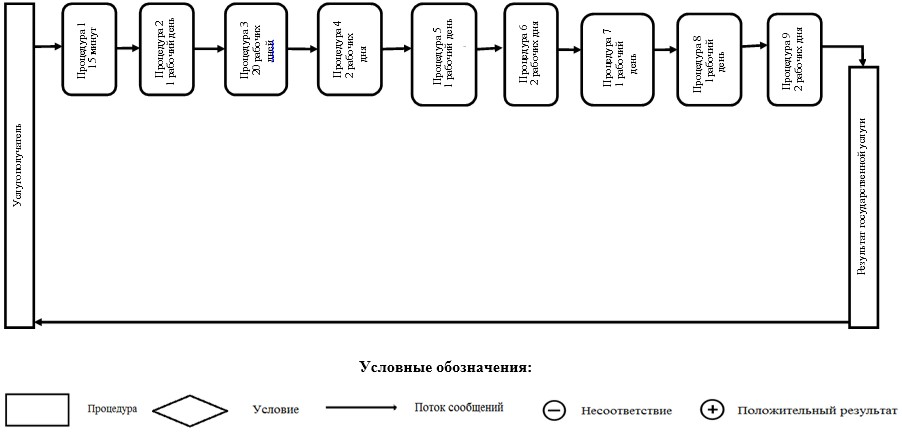 Услугополучатель
Процедура 1
15 минут
Процедура 2
1 рабочий день
Процедура 3
20 рабочих
дней
Процедура 4
2 рабочих
дня
Процедура 5
1 рабочий день
Процедура 6
2 рабочих дня
Процедура 7
1 рабочий
день
Процедура 8
1 рабочий
день
Процедура 9
2 рабочих дня
Результат государственной услуги
Условные обозначения:
Процедура
Условие
Поток сообщений
Несоответствие
Положительный результат